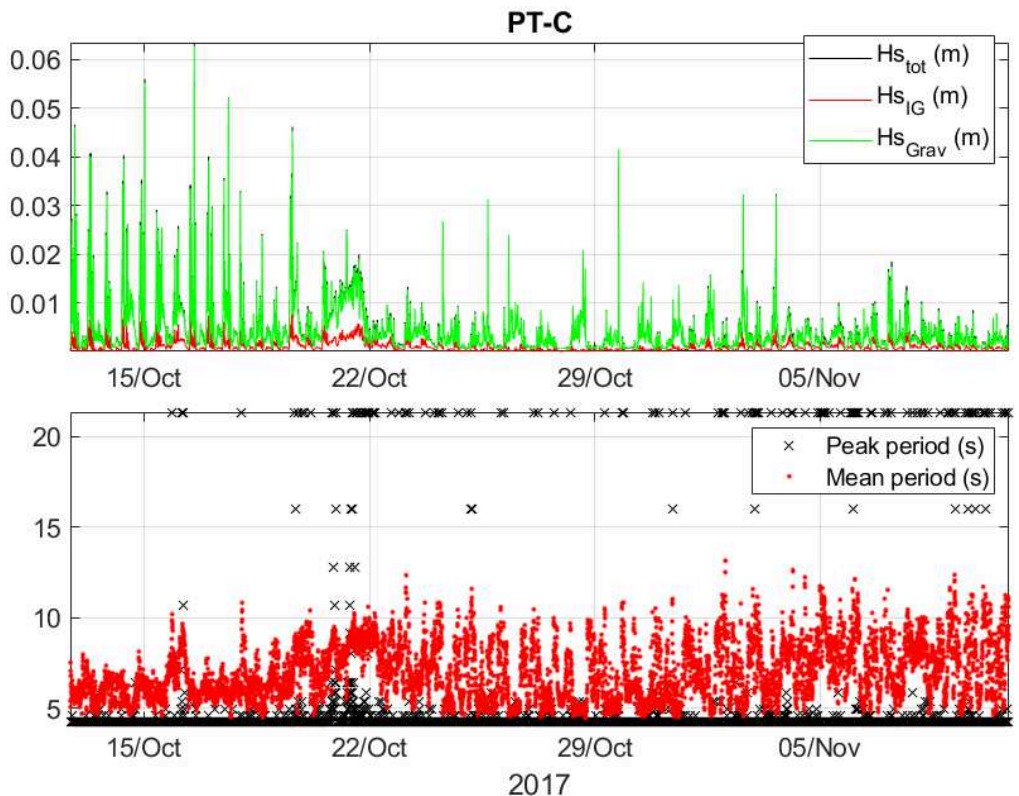 PT-C
0.06
0.05
0.04
0.03
0.02
0.01
Hs_tot (m)
Hs_IG (m)
Hs_Grav (m)
15/Oct 22/Oct 29/Oct 05/Nov
20
15
10
5
Peak period (s)
Mean period (s)
15/Oct 22/Oct 29/Oct 05/Nov
2017